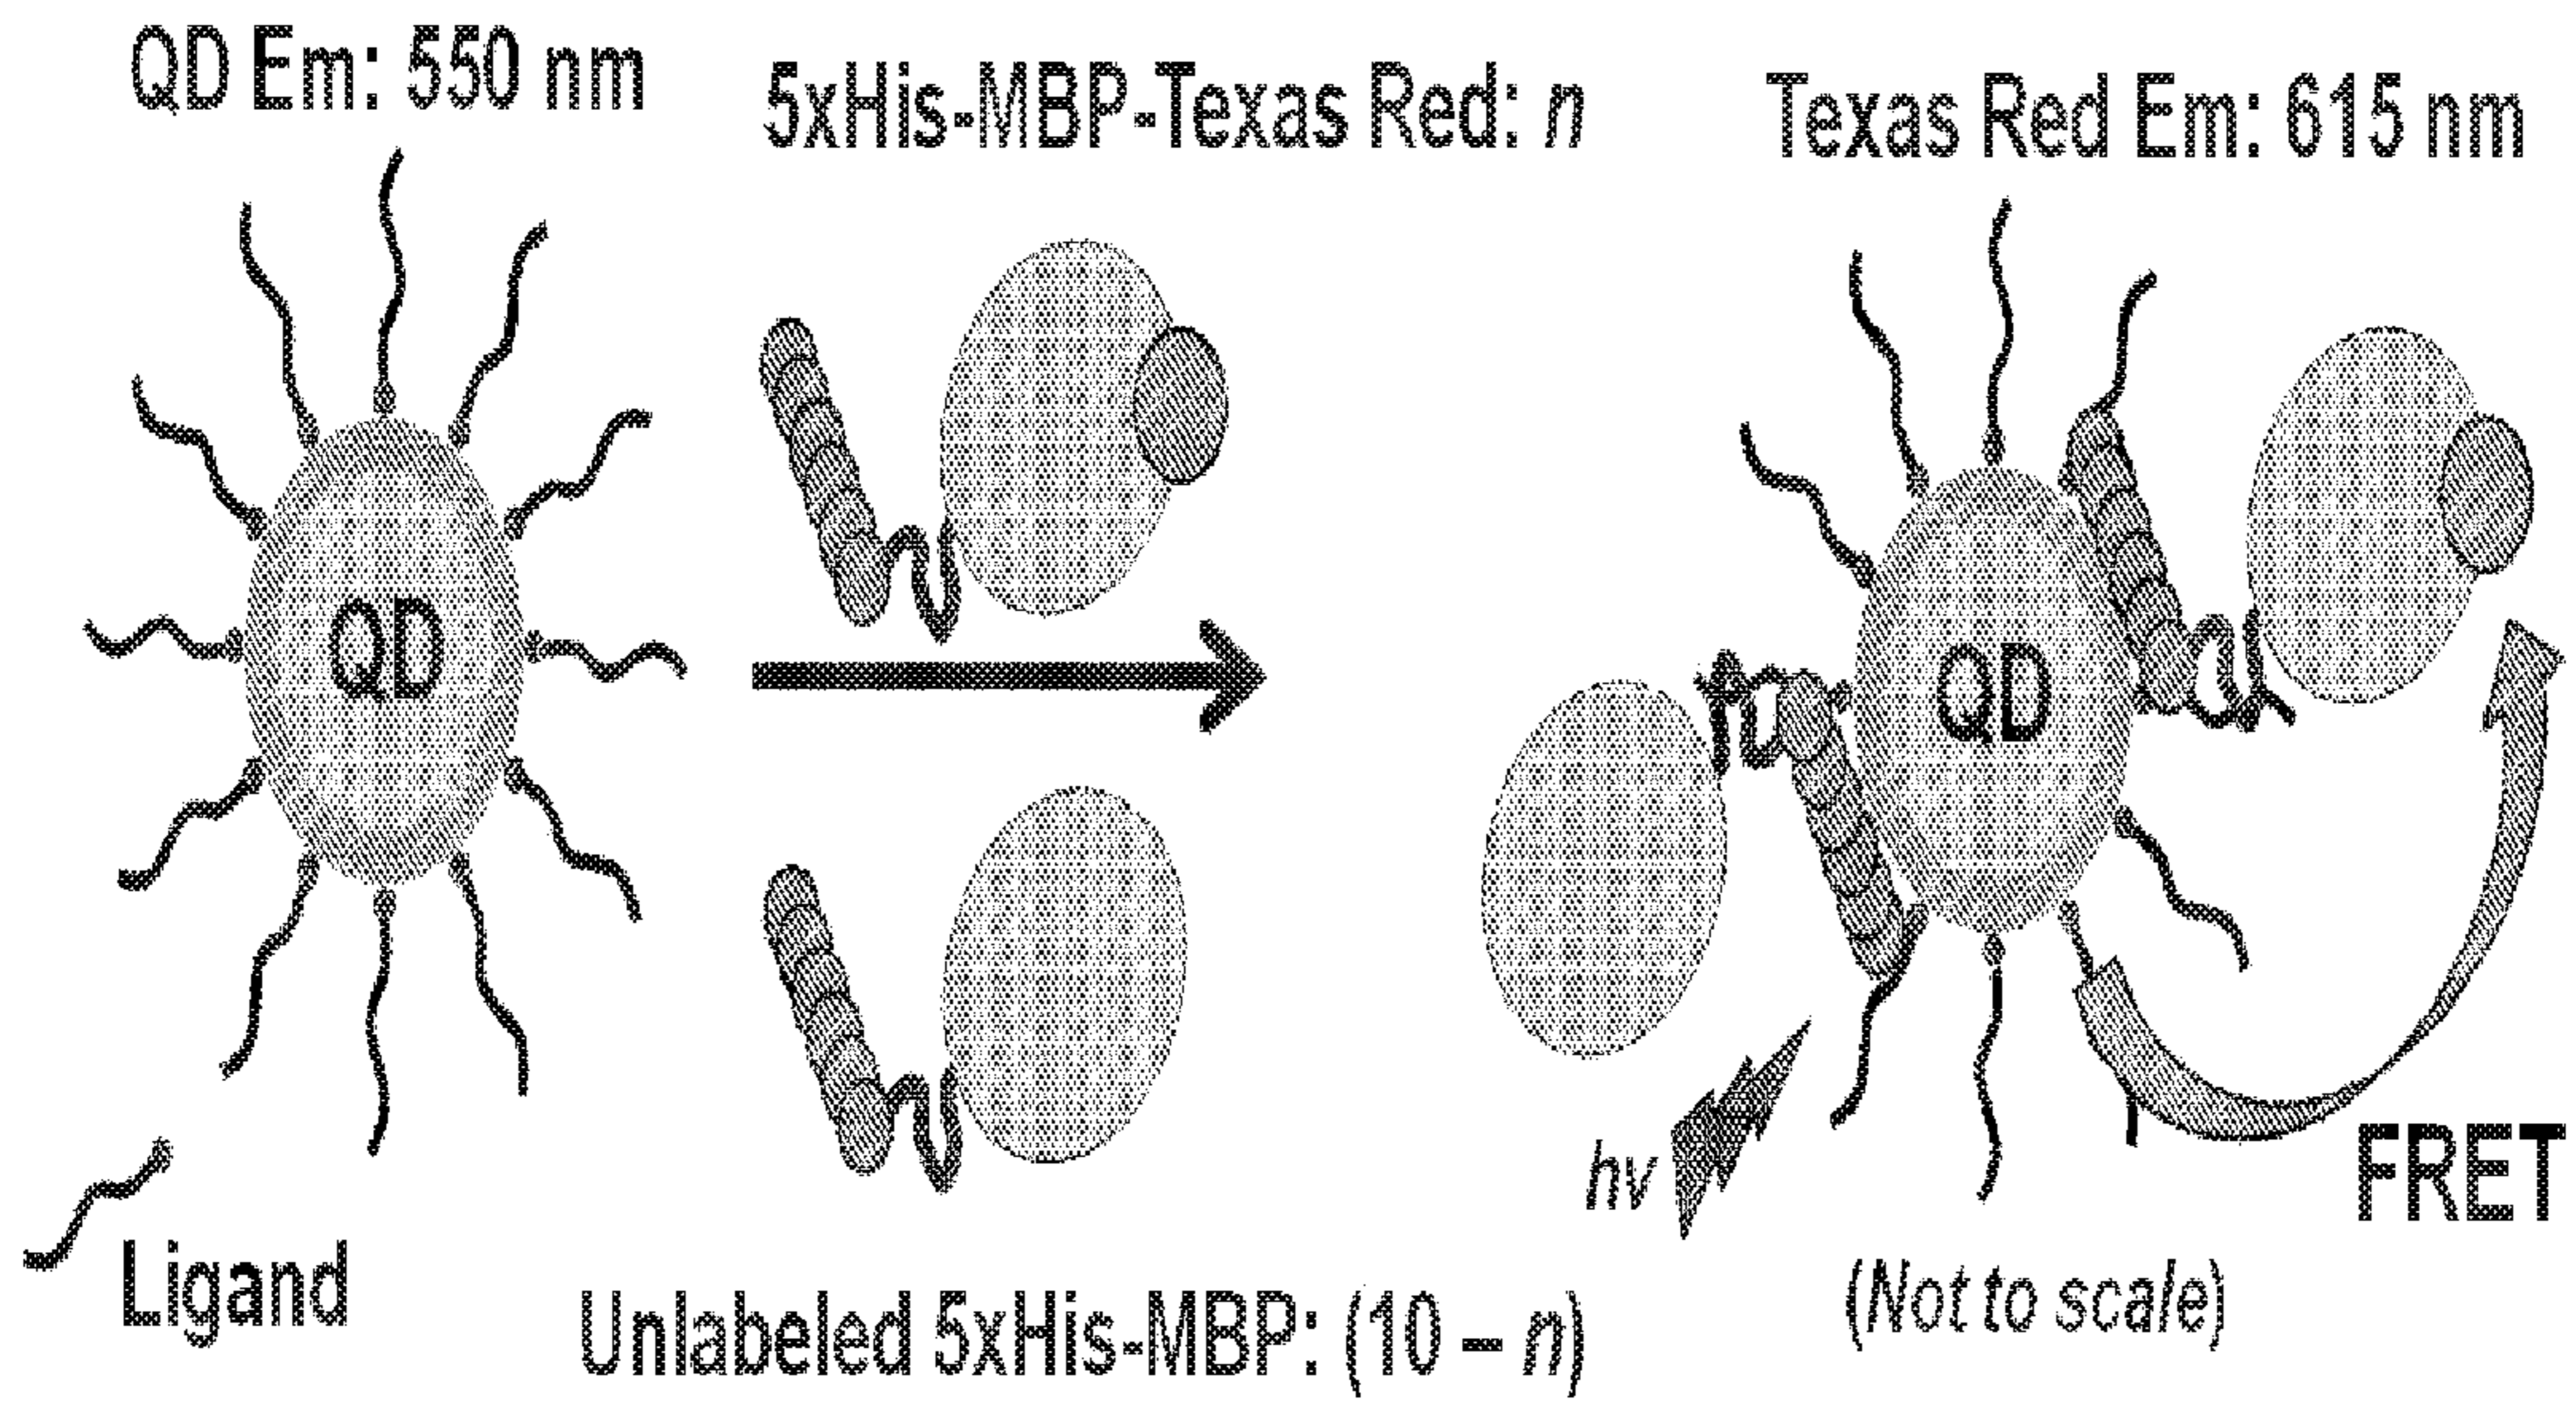 QD Em: 550 nm
5xHis-MBP-Texas Red: n
Texas Red Em: 615 nm
QD
QD
hν
FRET
Ligand
Unlabeled 5xHis-MBP: (10 – n)
(Not to scale)